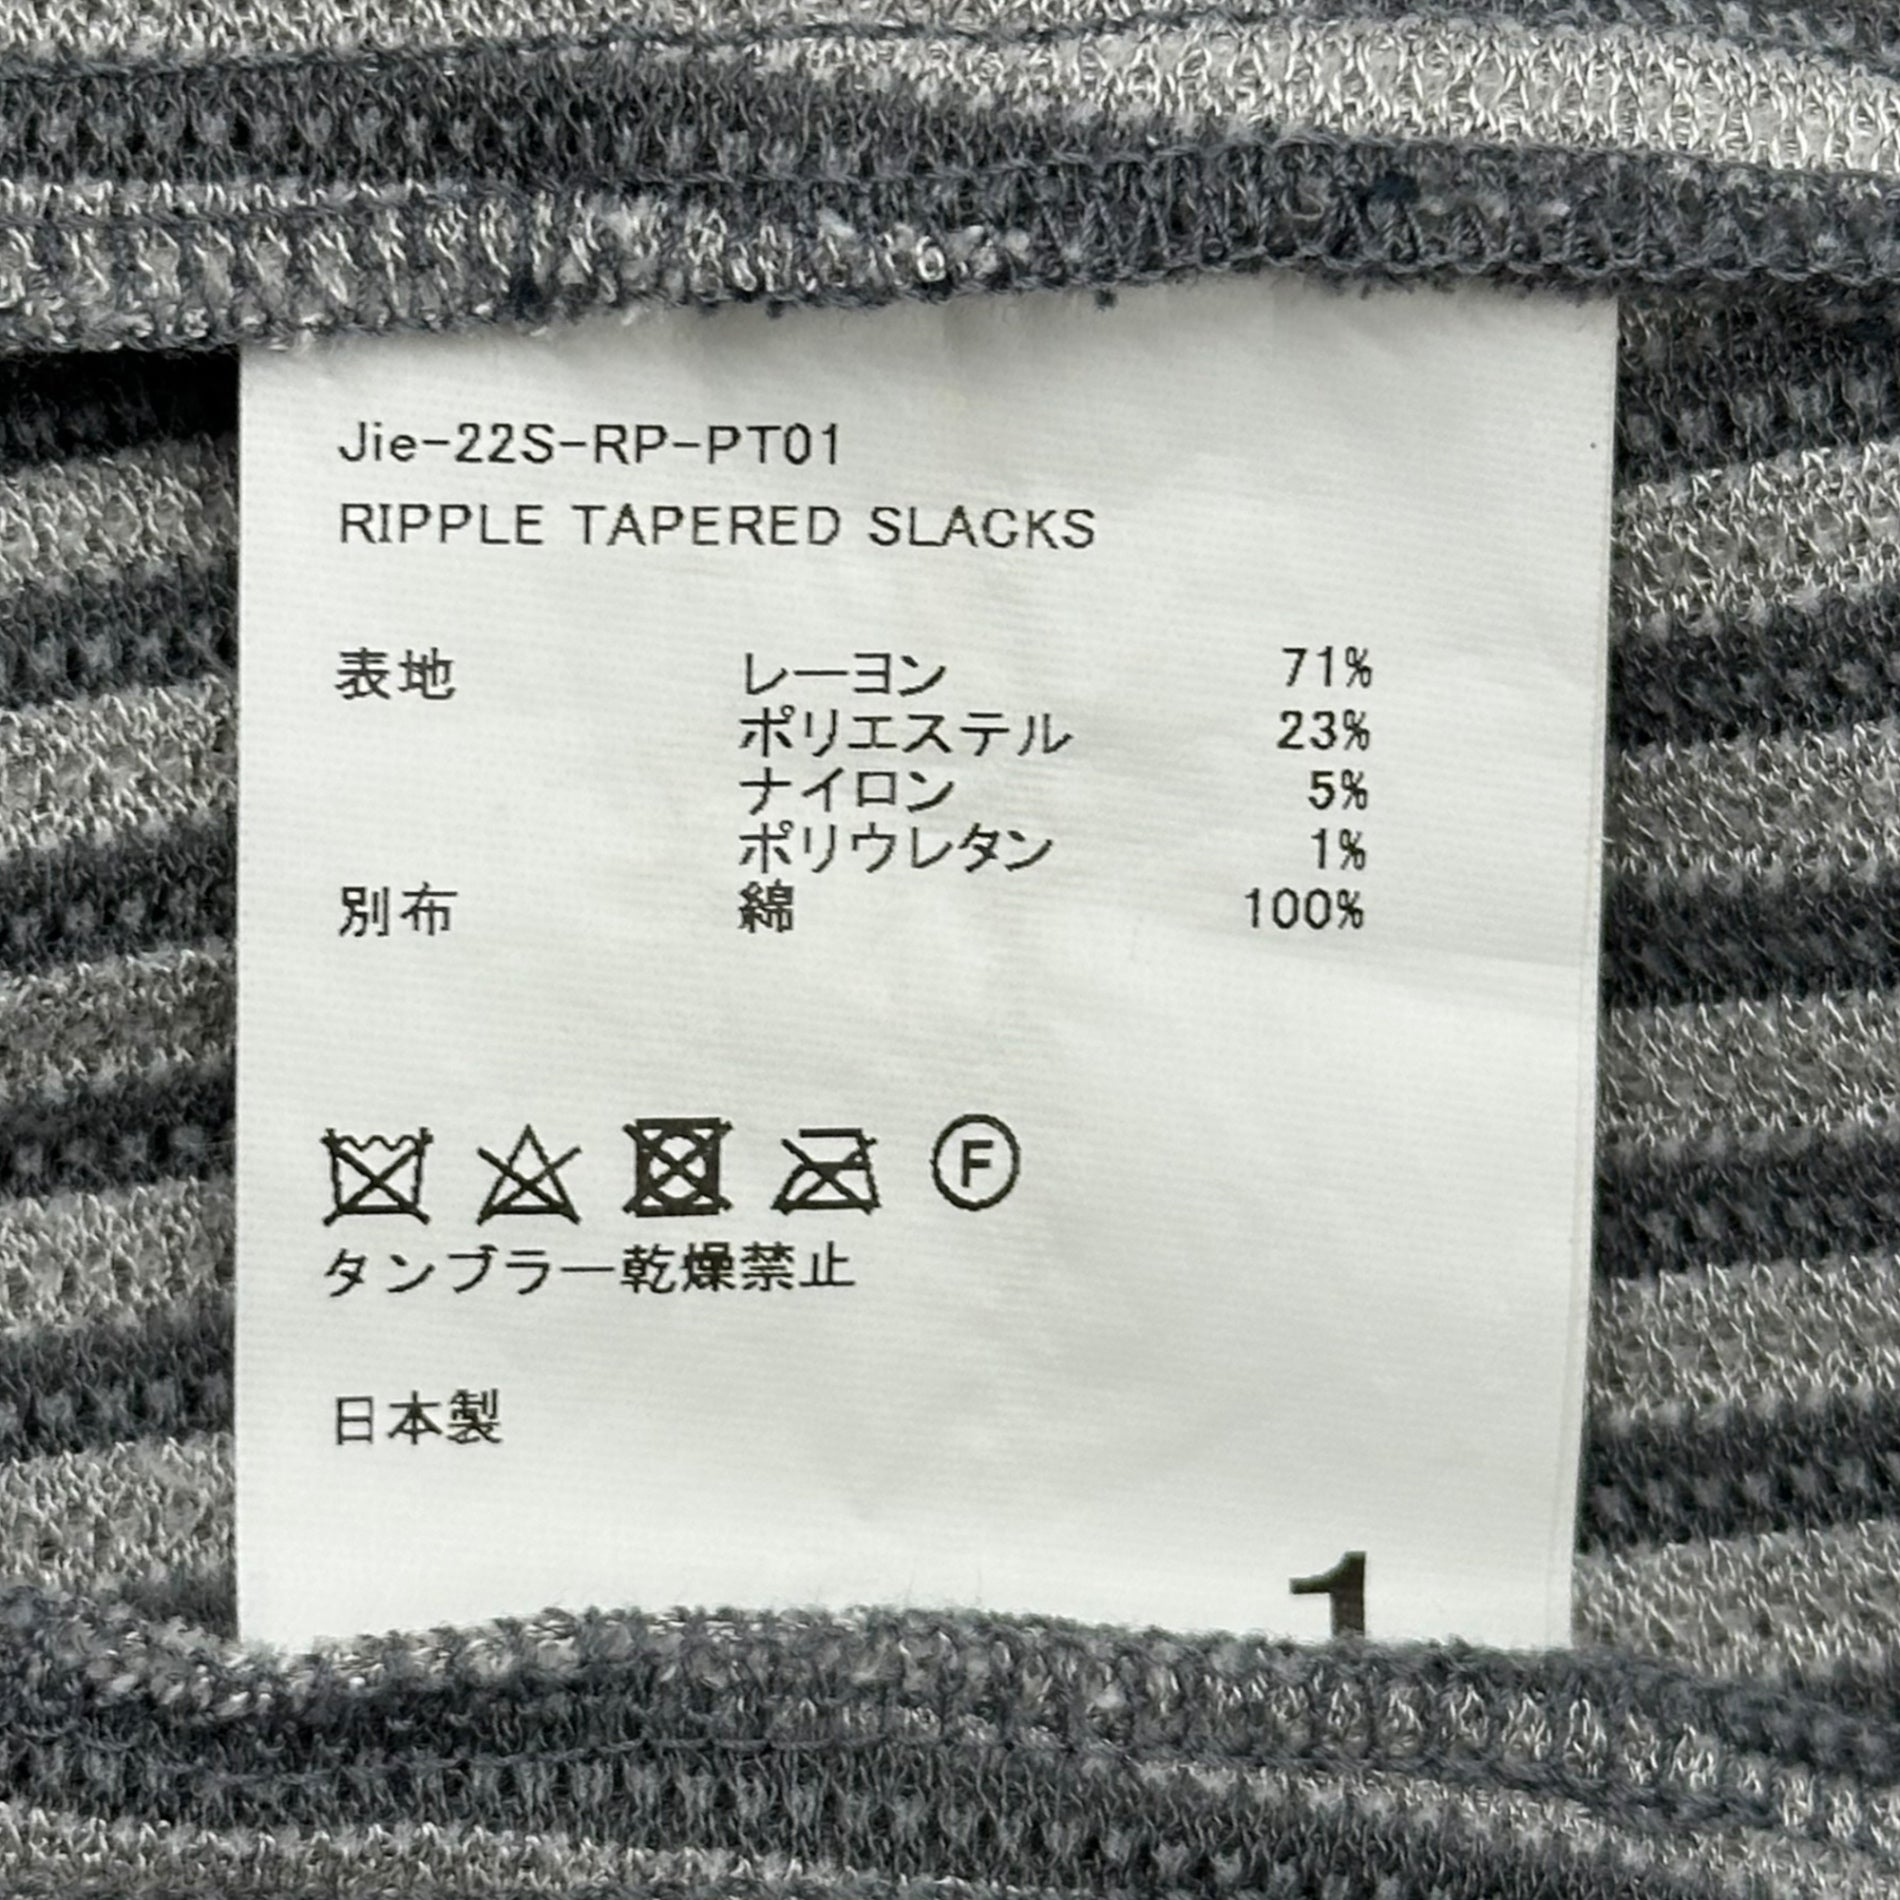 Jie-22S-RP-PT01
RIPPLE TAPERED SLACKS
表地 レーヨン 71%
ポリエステル 23%
ナイロン 5%
ポリウレタン 1%
別布 綿 100%
F
タンブラー乾燥禁止
日本製
1